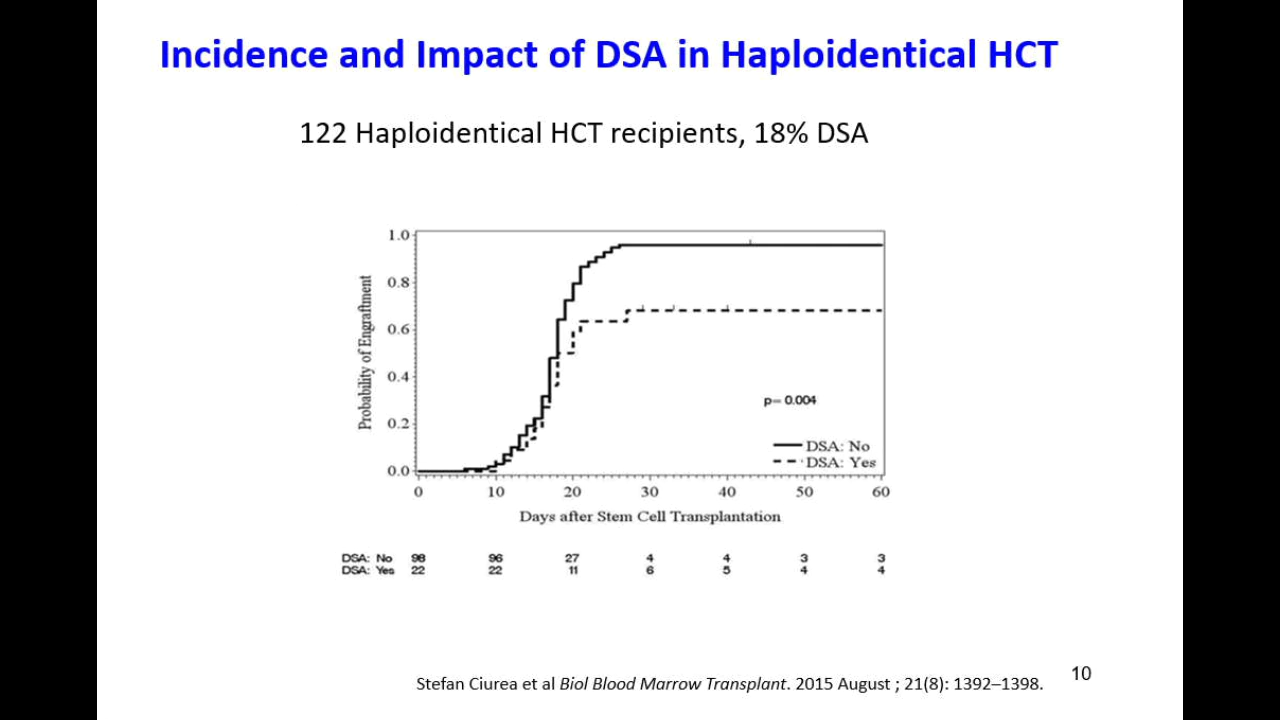 Incidence and Impact of DSA in Haploidentical HCT
122 Haploidentical HCT recipients, 18% DSA
1.0
0.8
0.6
0.4
0.2
0.0
Probability of Engraftment
p= 0.004
DSA: No
DSA: Yes
0 10 20 30 40 50 60
Days after Stem Cell Transplantation
DSA: No 98 96 27 4 4 3 3
DSA: Yes 22 22 11 6 5 4 4
Stefan Ciurea et al Biol Blood Marrow Transplant. 2015 August ; 21(8): 1392–1398.
10